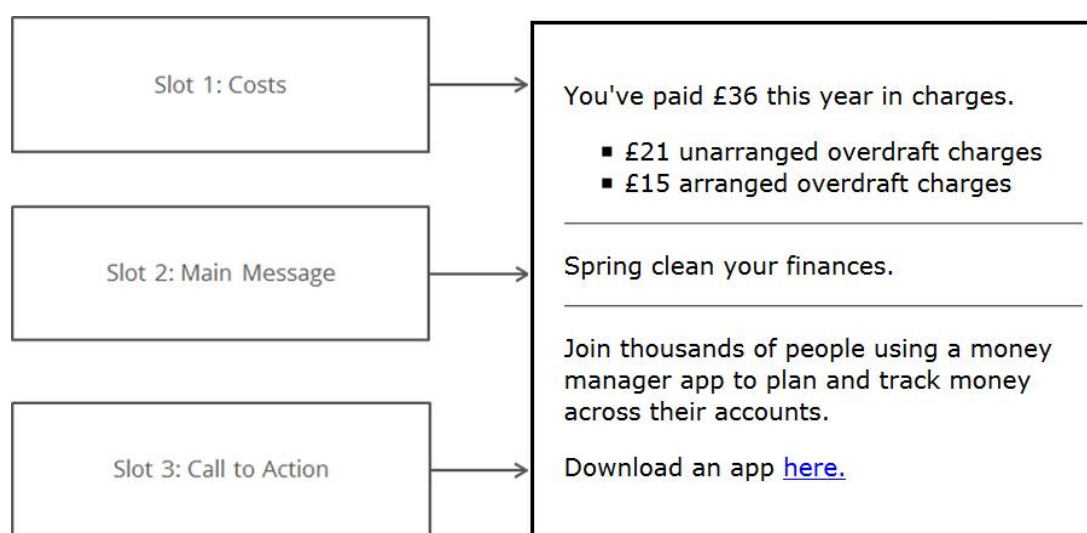 Slot 1: Costs
You've paid £36 this year in charges.
▪ £21 unarranged overdraft charges
▪ £15 arranged overdraft charges
Slot 2: Main Message
Spring clean your finances.
Slot 3: Call to Action
Join thousands of people using a money
manager app to plan and track money
across their accounts.
Download an app here.